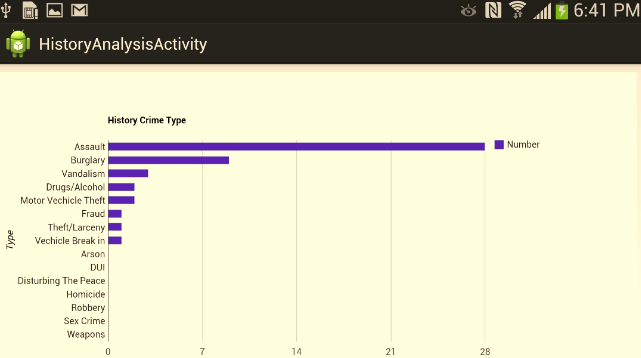 6:41 PM
HistoryAnalysisActivity
History Crime Type
Assault
Number
Burglary
Vandalism
Drugs/Alcohol
Motor Vechicle Theft
Fraud
Theft/Larceny
Vechicle Break in
Type
Arson
DUI
Disturbing The Peace
Homicide
Robbery
Sex Crime
Weapons
0 7 14 21 28